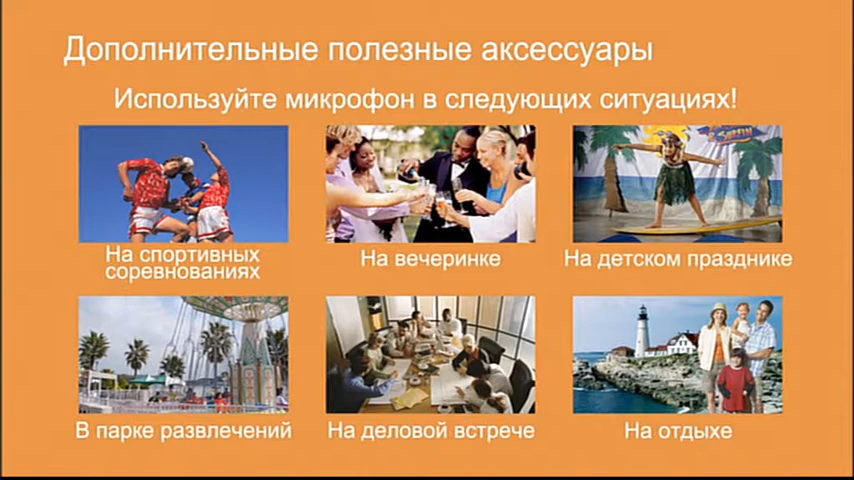 Дополнительные полезные аксессуары
Используйте микрофон в следующих ситуациях!
На спортивных
соревнованиях
На вечеринке
На детском празднике
В парке развлечений
На деловой встрече
На отдыхе